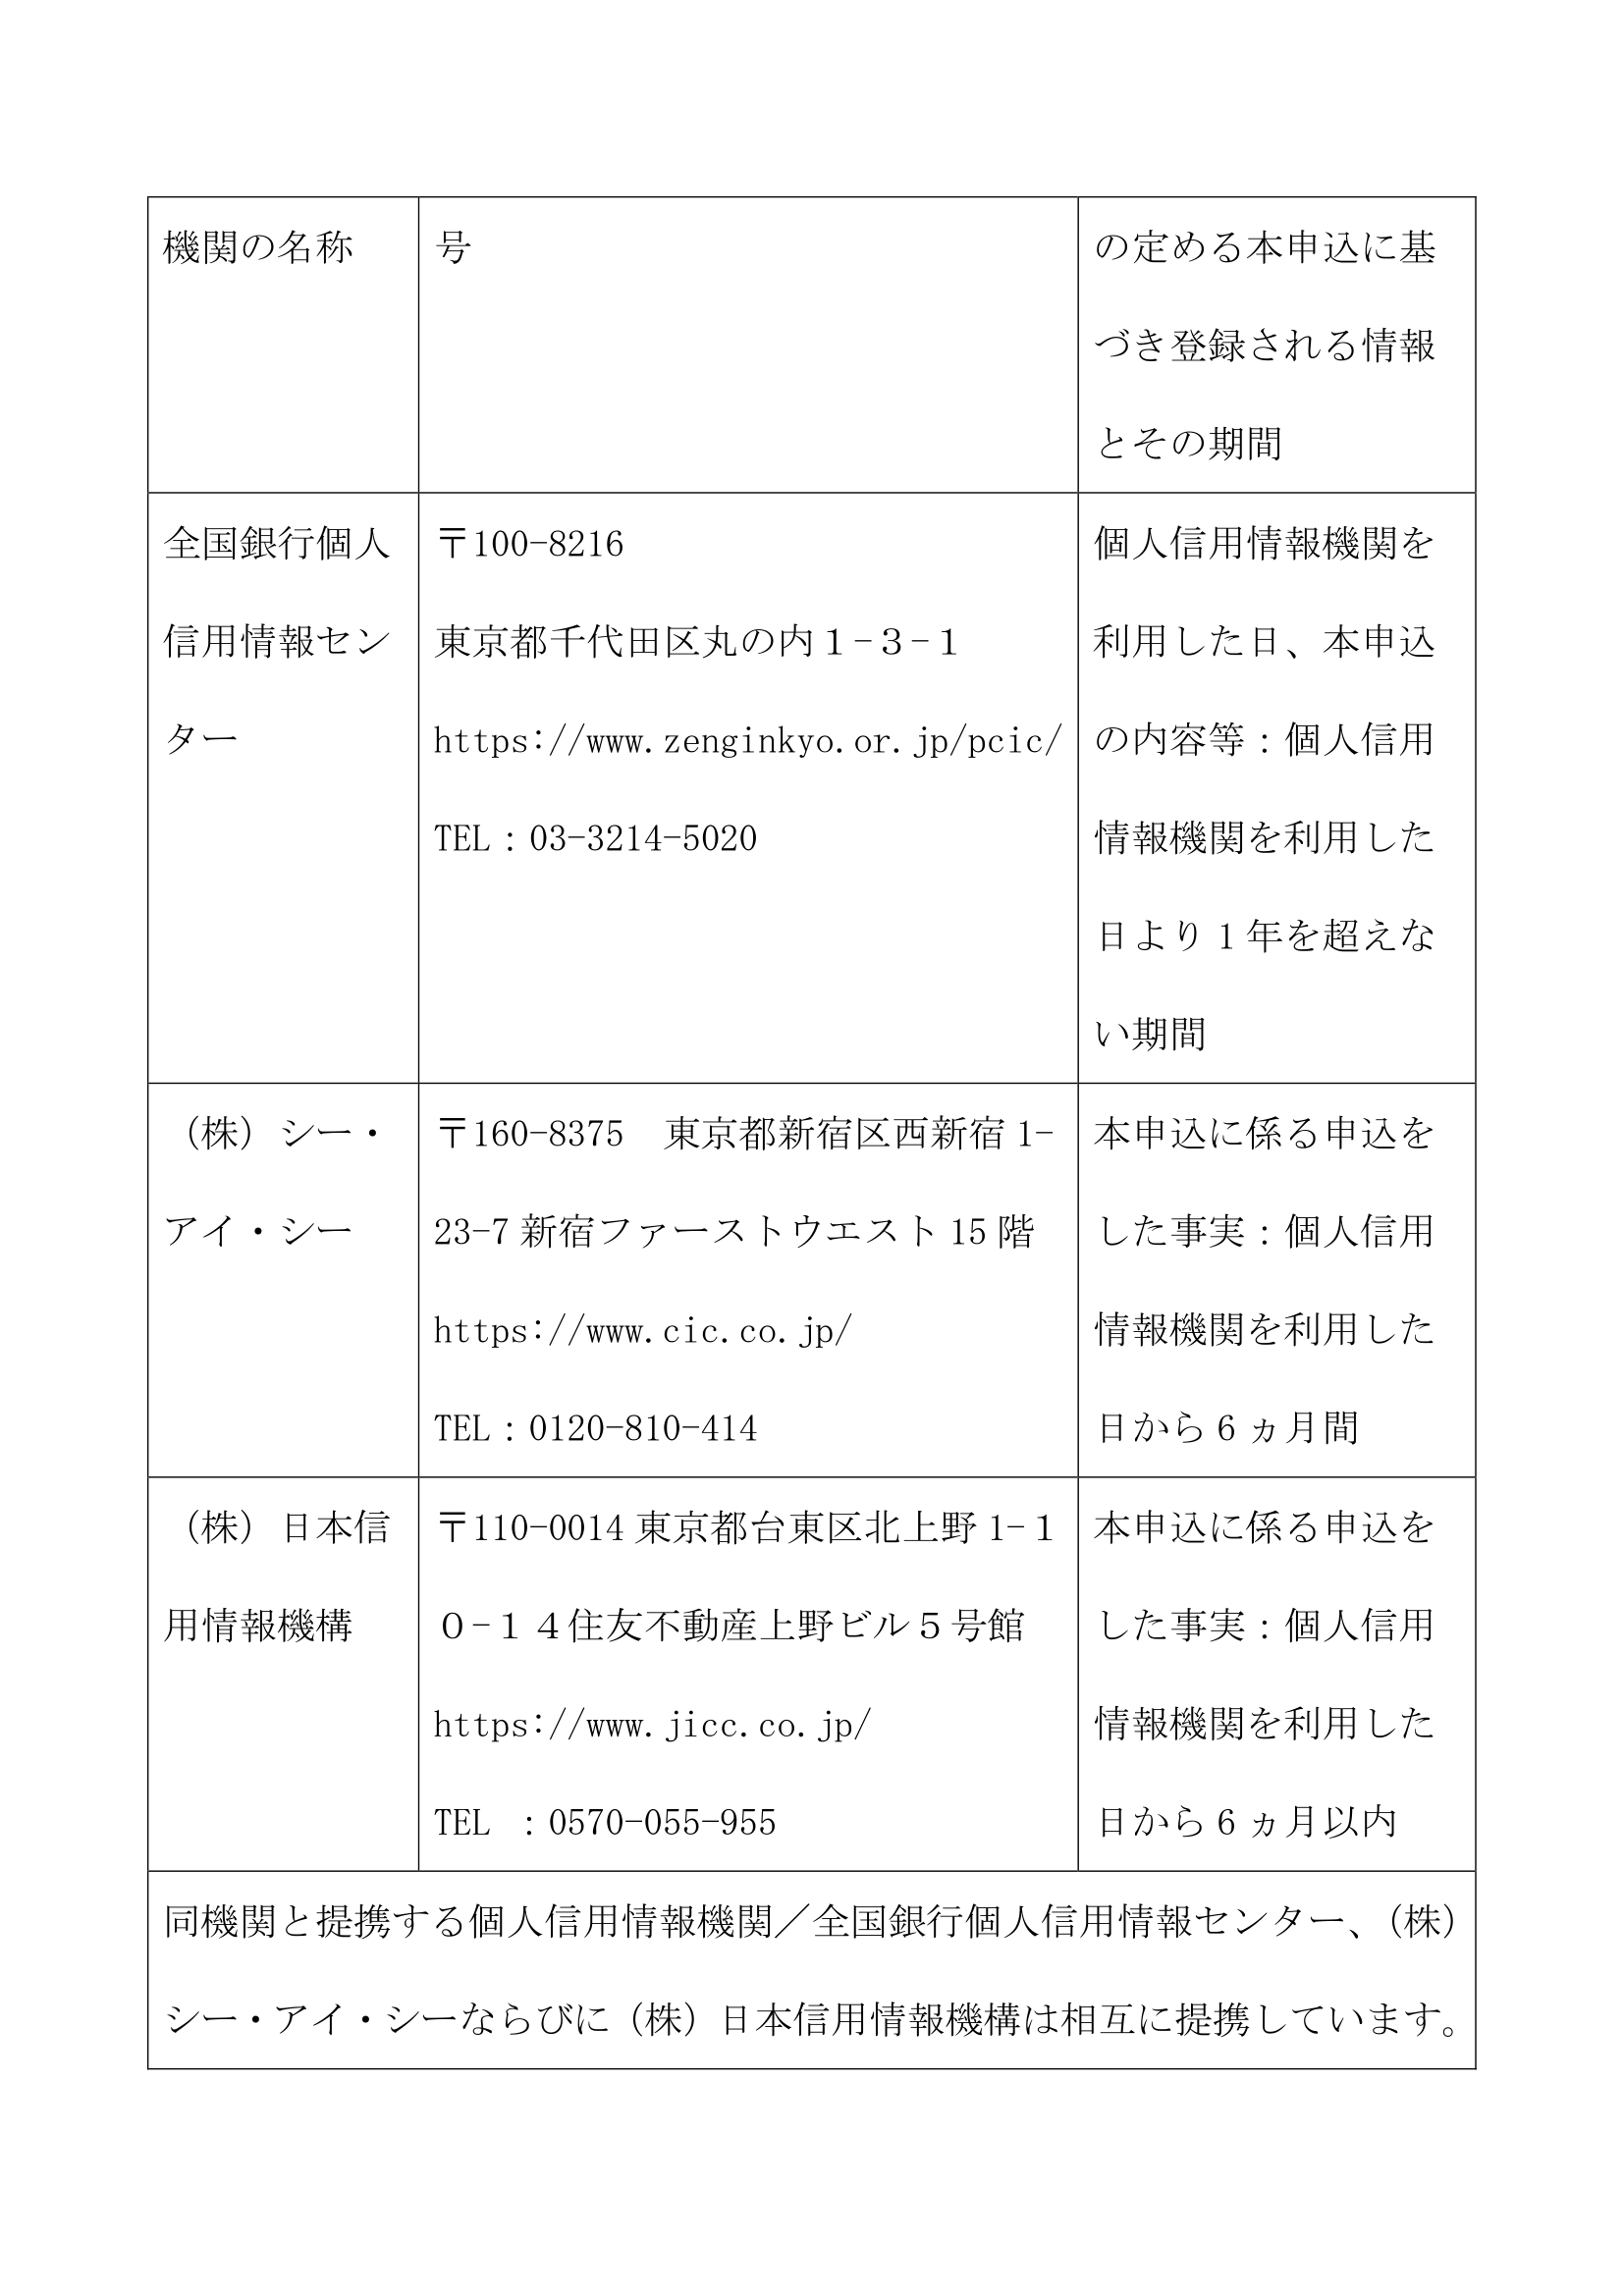 機関の名称
号
の定める本申込に基
づき登録される情報
とその期間
全国銀行個人
信用情報セン
ター
〒100-8216
東京都千代田区丸の内１−３−１
https://www.zenginkyo.or.jp/pcic/
TEL：03-3214-5020
個人信用情報機関を
利用した日、本申込
の内容等：個人信用
情報機関を利用した
日より１年を超えな
い期間
（株）シー・
アイ・シー
〒160-8375　東京都新宿区西新宿 1-
23-7 新宿ファーストウエスト 15 階
https://www.cic.co.jp/
TEL：0120-810-414
本申込に係る申込を
した事実：個人信用
情報機関を利用した
日から６ヵ月間
（株）日本信
用情報機構
〒110-0014 東京都台東区北上野 1-１
０−１４住友不動産上野ビル５号館
https://www.jicc.co.jp/
TEL ：0570-055-955
本申込に係る申込を
した事実：個人信用
情報機関を利用した
日から６ヵ月以内
同機関と提携する個人信用情報機関／全国銀行個人信用情報センター、（株）
シー・アイ・シーならびに（株）日本信用情報機構は相互に提携しています。